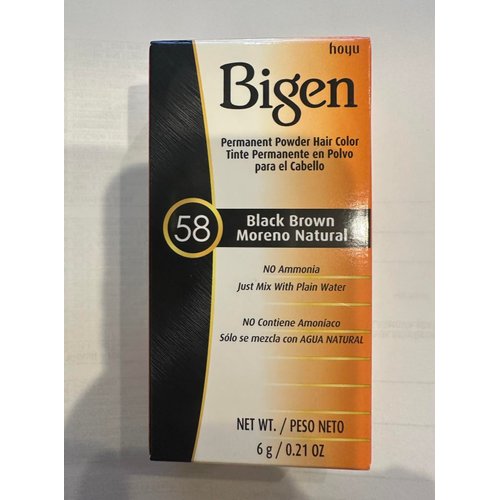 hoyu
Bigen
Permanent Powder Hair Color
Tinte Permanente en Polvo
para el Cabello
58
Black Brown
Moreno Natural
NO Ammonia
Just Mix With Plain Water
NO Contiene Amoníaco
Sólo se mezcla con AGUA NATURAL
NET WT. / PESO NETO
6 g / 0.21 OZ